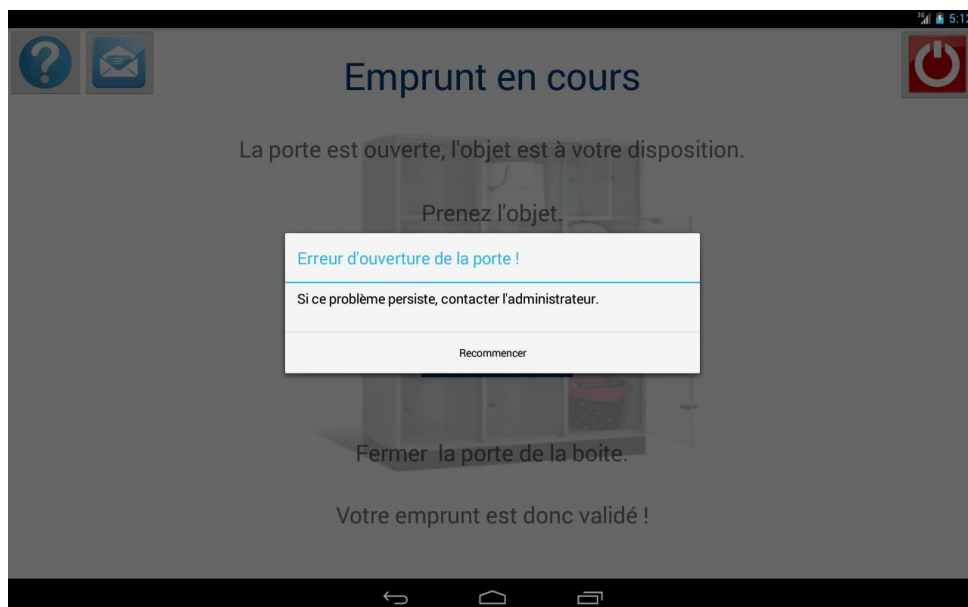 3G 5:12
Emprunt en cours
La porte est ouverte, l'objet est à votre disposition.
Prenez l'objet.
Erreur d'ouverture de la porte !
Si ce problème persiste, contacter l'administrateur.
Recommencer
Fermer  la porte de la boite.
Votre emprunt est donc validé !